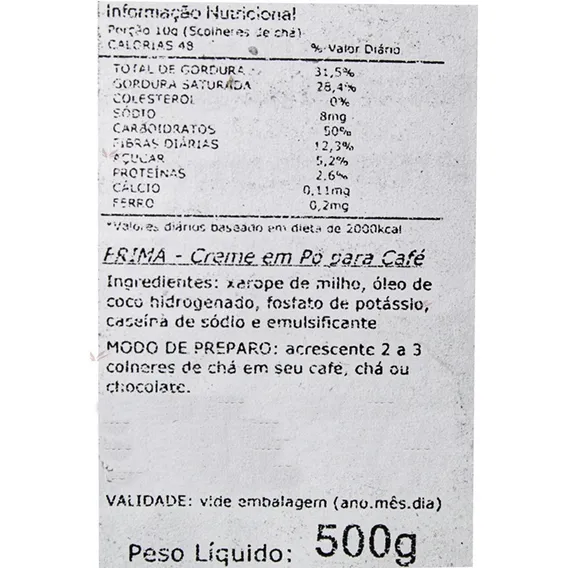 Informação Nutricional
Porção 10g (5colheres de chá)
CALORIAS 48 % Valor Diário
TOTAL DE GORDURA 31,5%
GORDURA SATURADA 28,4%
COLESTEROL 0%
SÓDIO 8mg
CARBOIDRATOS 50%
FIBRAS DIÁRIAS 12,3%
AÇUCAR 5,2%
PROTEÍNAS 2,6%
CÁLCIO 0,11mg
FERRO 0,2mg
*Valores diários baseado em dieta de 2000kcal
FRIMA - Creme em Pó para Café
Ingredientes: xarope de milho, óleo de
coco hidrogenado, fosfato de potássio,
caseína de sódio e emulsificante
MODO DE PREPARO: acrescente 2 a 3
colheres de chá em seu café, chá ou
chocolate.
VALIDADE: vide embalagem (ano.mês.dia)
Peso Líquido: 500g